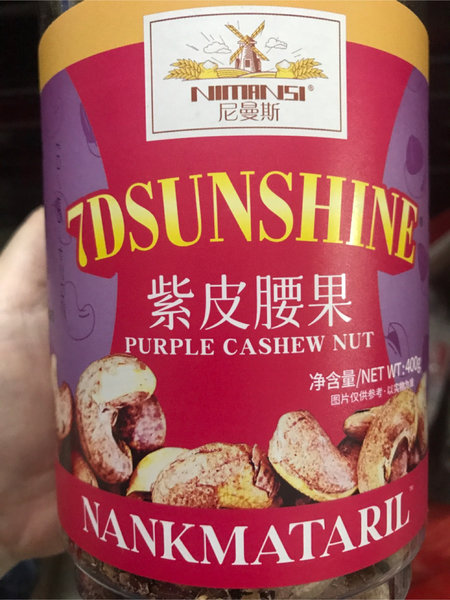 NIMANSI®
尼曼斯
7DSUNSHINE®
紫皮腰果
PURPLE CASHEW NUT
净含量/NET WT:400g
图片仅供参考·以实物为准
NANKMATARIL™